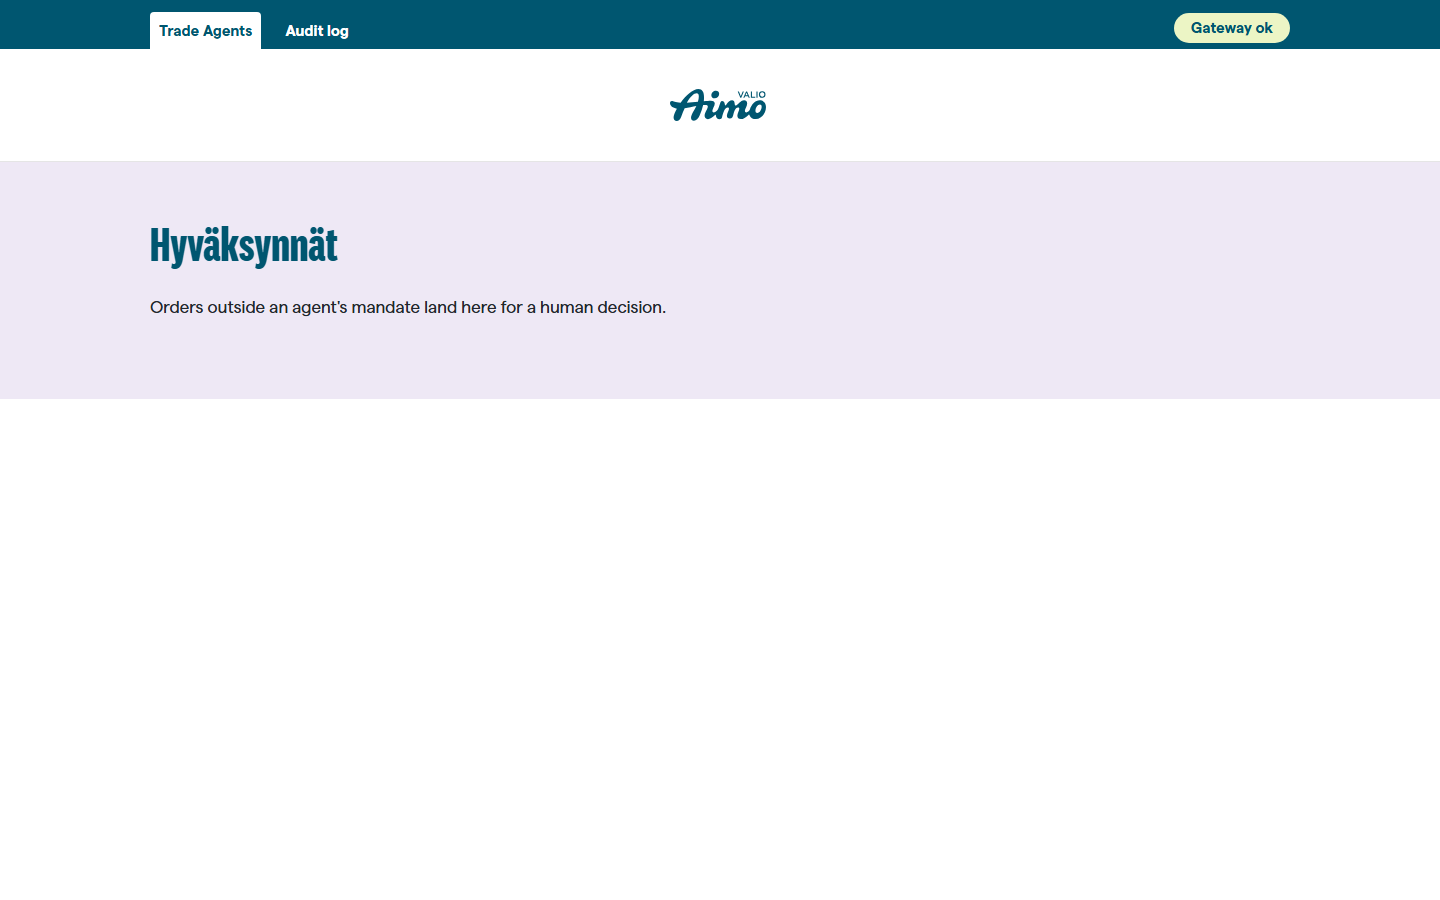 Trade Agents
Audit log
Gateway ok
Aimo
VALIO
Hyväksynnät
Orders outside an agent's mandate land here for a human decision.